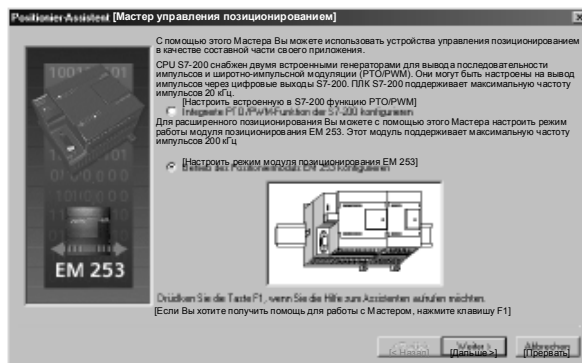 Positionier-Assistent [Мастер управления позиционированием]
С помощью этого Мастера Вы можете использовать устройства управления позиционированием
в качестве составной части своего приложения.
CPU S7-200 снабжен двумя встроенными генераторами для вывода последовательности
импульсов и широтно-импульсной модуляции (PTO/PWM). Они могут быть настроены на вывод
импульсов через цифровые выходы S7-200. ПЛК S7-200 поддерживает максимальную частоту
импульсов 20 кГц.
[Настроить встроенную в S7-200 функцию PTO/PWM]
Integrierte PTO/PWM-Funktion der S7-200 konfigurieren
Для расширенного позиционирования Вы можете с помощью этого Мастера настроить режим
работы модуля позиционирования EM 253. Этот модуль поддерживает максимальную частоту
импульсов 200 кГц
[Настроить режим модуля позиционирования EM 253]
Betrieb des Positioniermoduls EM 253 konfigurieren
EM 253
Drücken Sie die Taste F1, wenn Sie die Hilfe zum Assistenten aufrufen möchten.
[Если Вы хотите получить помощь для работы с Мастером, нажмите клавишу F1]
[< Назад] Weiter > [Дальше >] Abbrechen [Прервать]